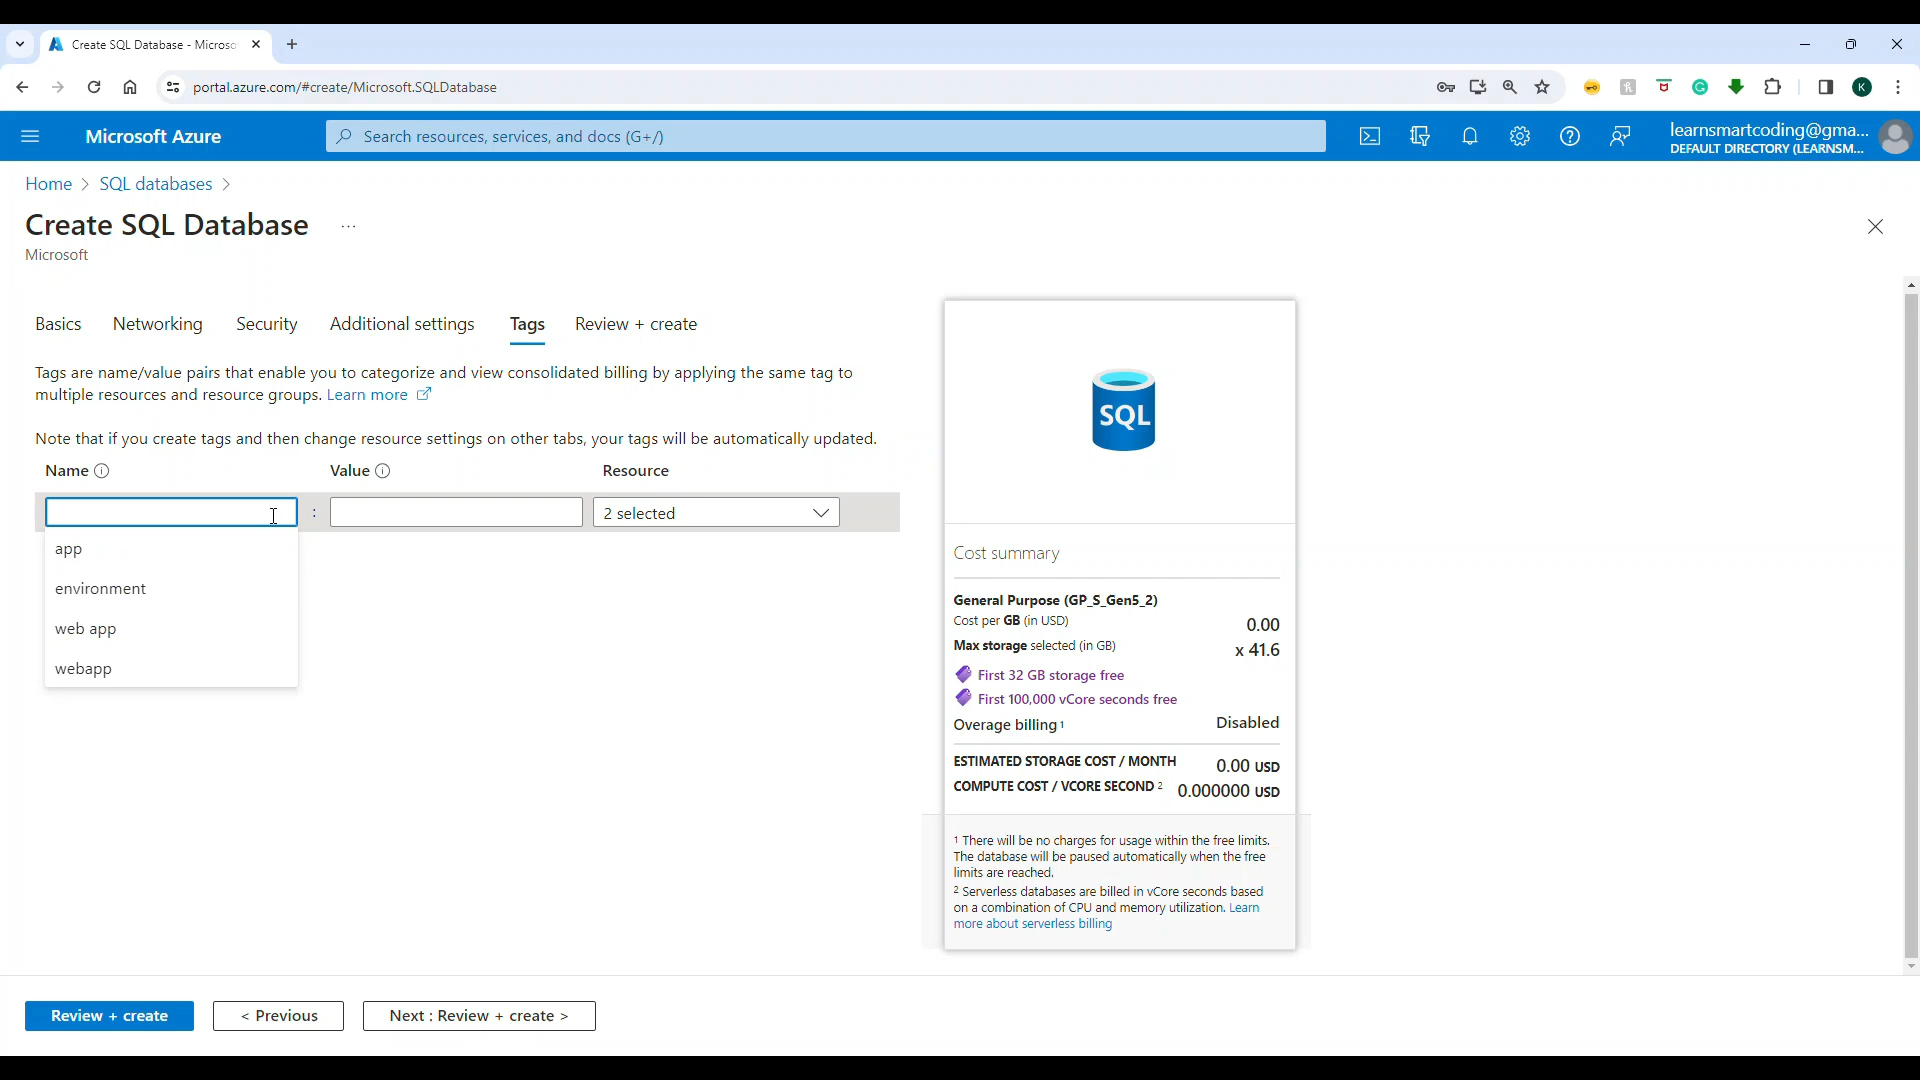 Create SQL Database - Microso
portal.azure.com/#create/Microsoft.SQLDatabase
K
Microsoft Azure
Search resources, services, and docs (G+/)
learnsmartcoding@gma...
DEFAULT DIRECTORY (LEARNSM...
Home > SQL databases >
Create SQL Database ...
Microsoft
Basics Networking Security Additional settings Tags Review + create
Tags are name/value pairs that enable you to categorize and view consolidated billing by applying the same tag to
multiple resources and resource groups. Learn more
Note that if you create tags and then change resource settings on other tabs, your tags will be automatically updated.
Name Value Resource
: 2 selected
app
environment
web app
webapp
SQL
Cost summary
General Purpose (GP_S_Gen5_2)
Cost per GB (in USD) 0.00
Max storage selected (in GB) x 41.6
First 32 GB storage free
First 100,000 vCore seconds free
Overage billing ¹ Disabled
ESTIMATED STORAGE COST / MONTH 0.00 USD
COMPUTE COST / VCORE SECOND ² 0.000000 USD
¹ There will be no charges for usage within the free limits.
The database will be paused automatically when the free
limits are reached.
² Serverless databases are billed in vCore seconds based
on a combination of CPU and memory utilization. Learn
more about serverless billing
Review + create < Previous Next : Review + create >